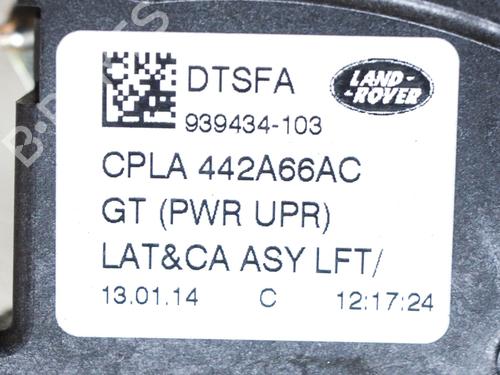 DTSFA
LAND-
ROVER
939434-103
CPLA 442A66AC
GT (PWR UPR)
LAT&CA ASY LFT/
13.01.14 C 12:17:24